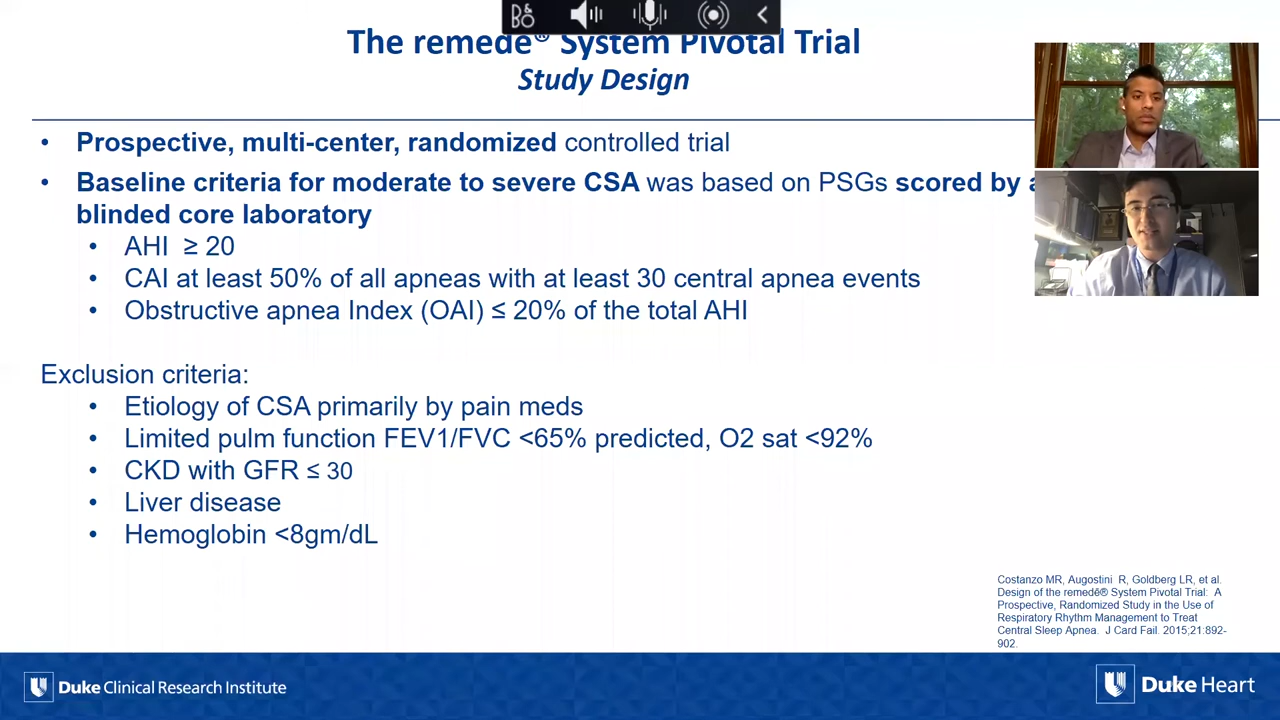 B&O
The remedē® System Pivotal Trial
Study Design
• Prospective, multi-center, randomized controlled trial
• Baseline criteria for moderate to severe CSA was based on PSGs scored by
blinded core laboratory
• AHI ≥ 20
• CAI at least 50% of all apneas with at least 30 central apnea events
• Obstructive apnea Index (OAI) ≤ 20% of the total AHI
Exclusion criteria:
• Etiology of CSA primarily by pain meds
• Limited pulm function FEV1/FVC <65% predicted, O2 sat <92%
• CKD with GFR ≤ 30
• Liver disease
• Hemoglobin <8gm/dL
Costanzo MR, Augostini R, Goldberg LR, et al.
Design of the remedē® System Pivotal Trial: A
Prospective, Randomized Study in the Use of
Respiratory Rhythm Management to Treat
Central Sleep Apnea. J Card Fail. 2015;21:892-
902.
Duke Clinical Research Institute
Duke Heart